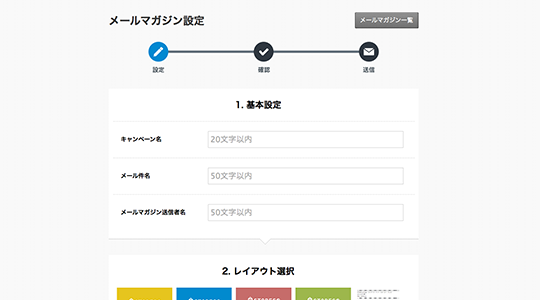 メールマガジン設定
メールマガジン一覧
設定
確認
送信
1. 基本設定
キャンペーン名
20文字以内
メール件名
50文字以内
メールマガジン送信者名
50文字以内
2. レイアウト選択